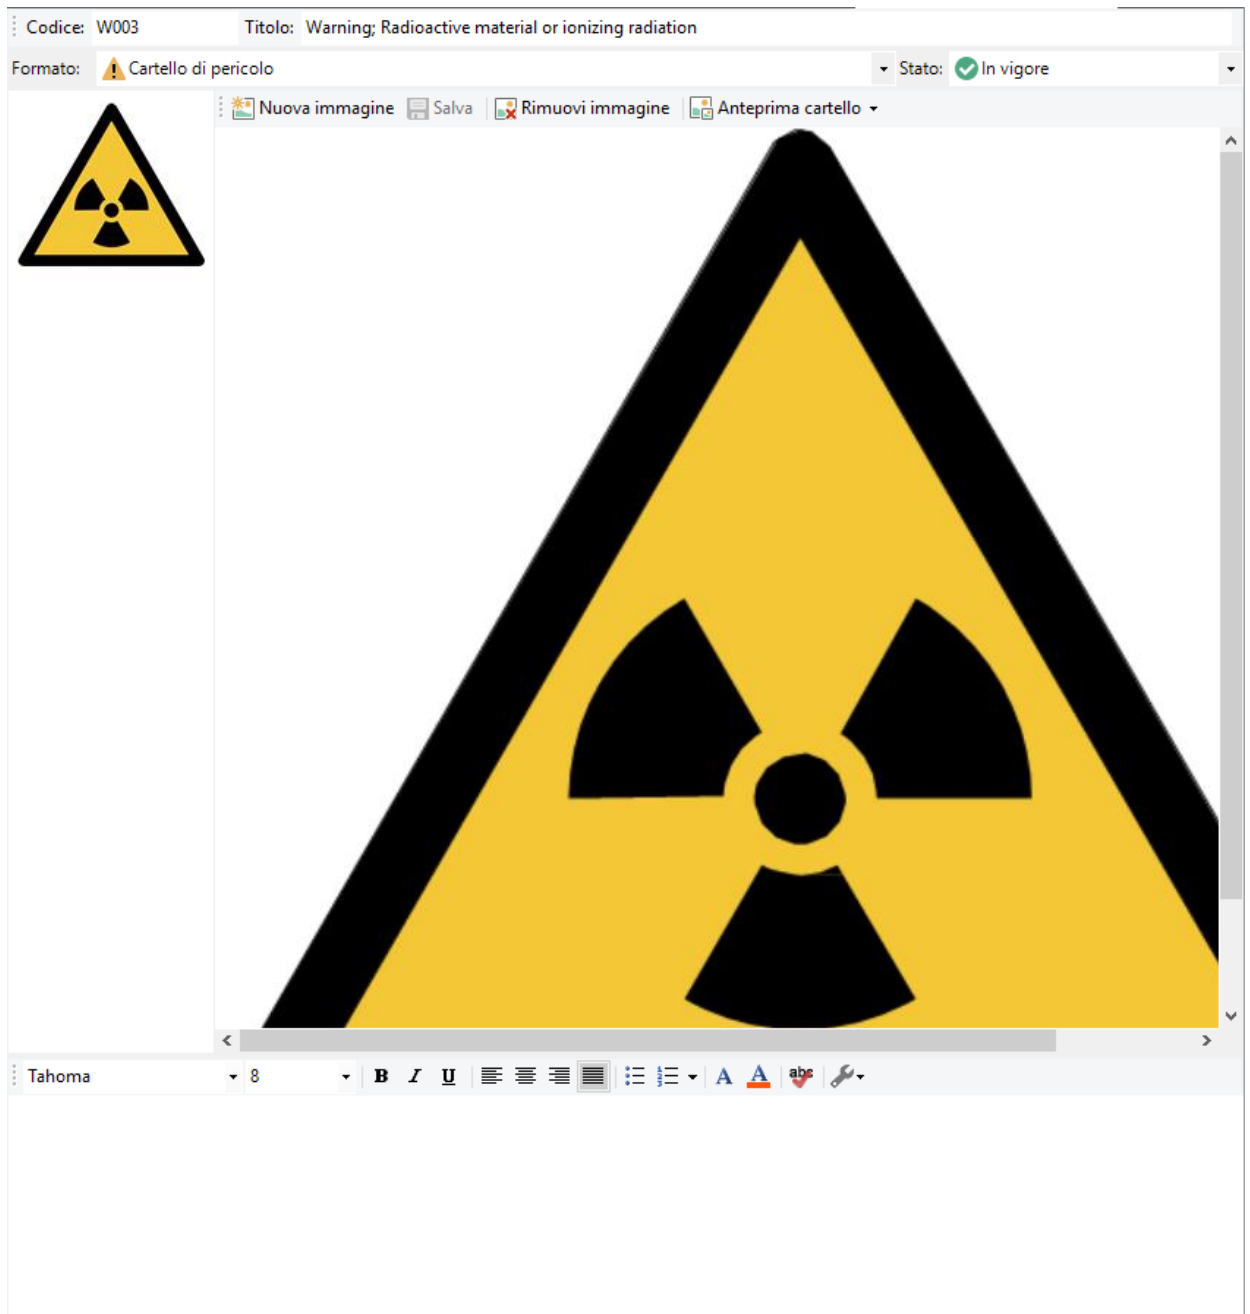 Codice: W003 Titolo: Warning; Radioactive material or ionizing radiation
Formato: Cartello di pericolo Stato: In vigore
Nuova immagine Salva Rimuovi immagine Anteprima cartello
Tahoma 8 B I U A A abc